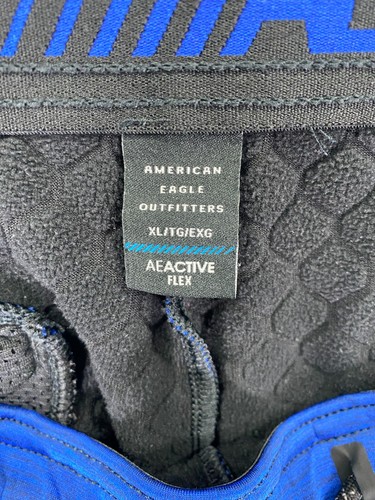 AMERICAN
EAGLE
OUTFITTERS
XL/TG/EXG
AEACTIVE
FLEX